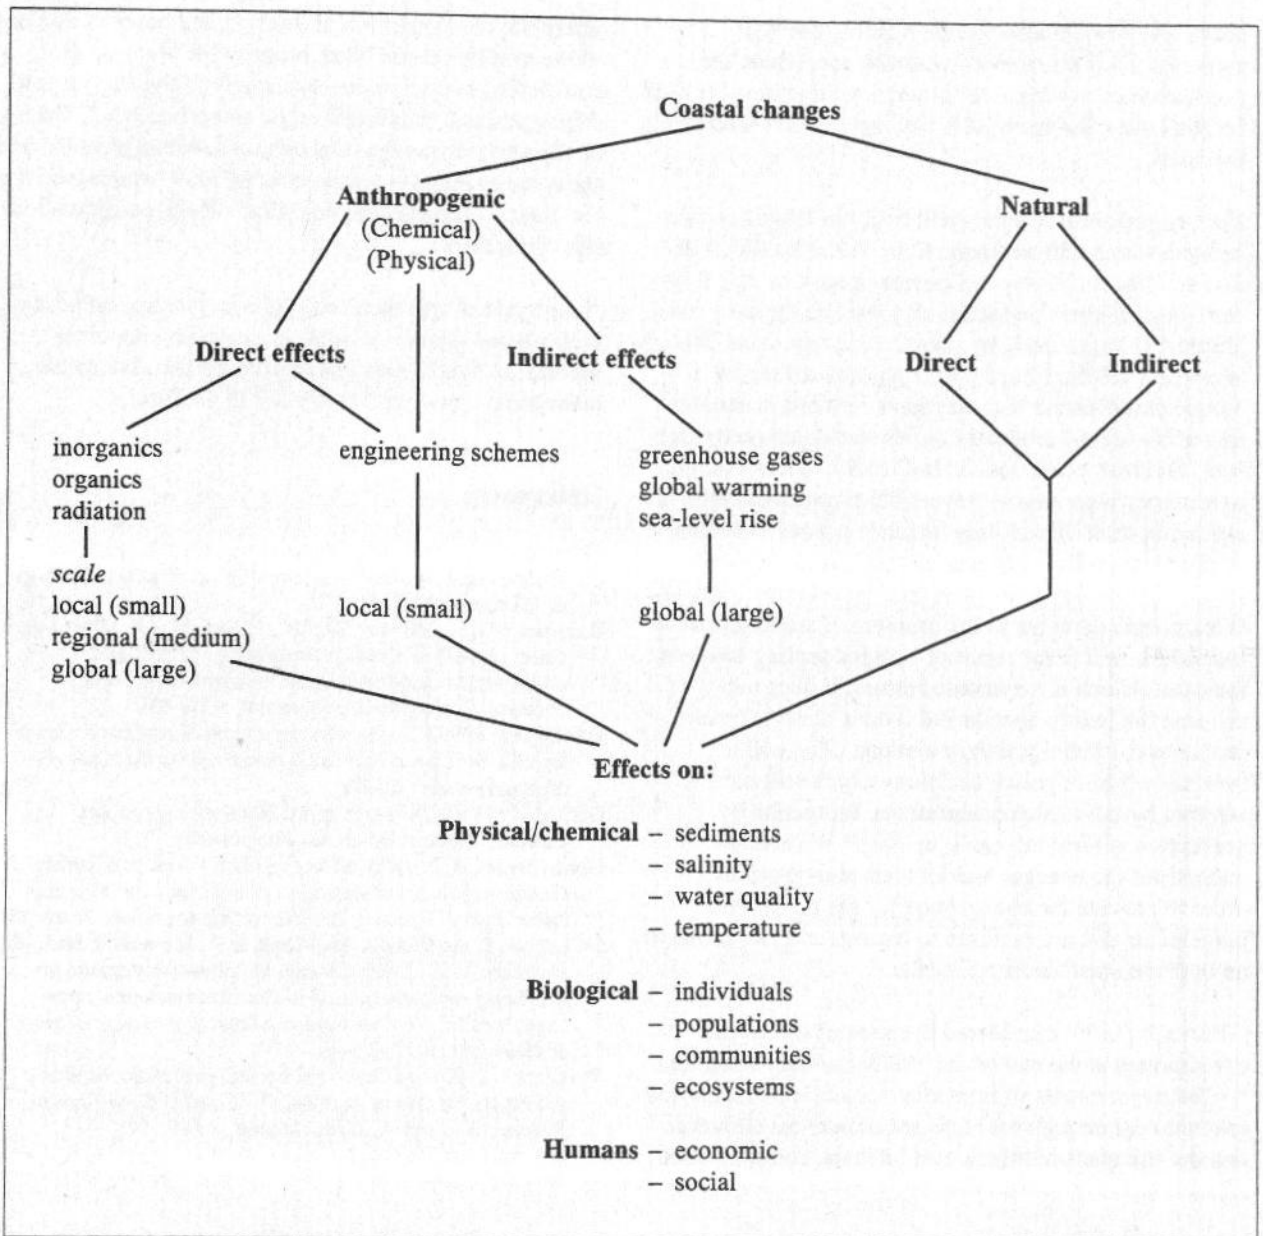 Coastal changes
Anthropogenic
(Chemical)
(Physical)
Natural
Direct effects
Indirect effects
Direct
Indirect
inorganics
organics
radiation
engineering schemes
greenhouse gases
global warming
sea-level rise
scale
local (small)
regional (medium)
global (large)
local (small)
global (large)
Effects on:
Physical/chemical – sediments
– salinity
– water quality
– temperature
Biological – individuals
– populations
– communities
– ecosystems
Humans – economic
– social